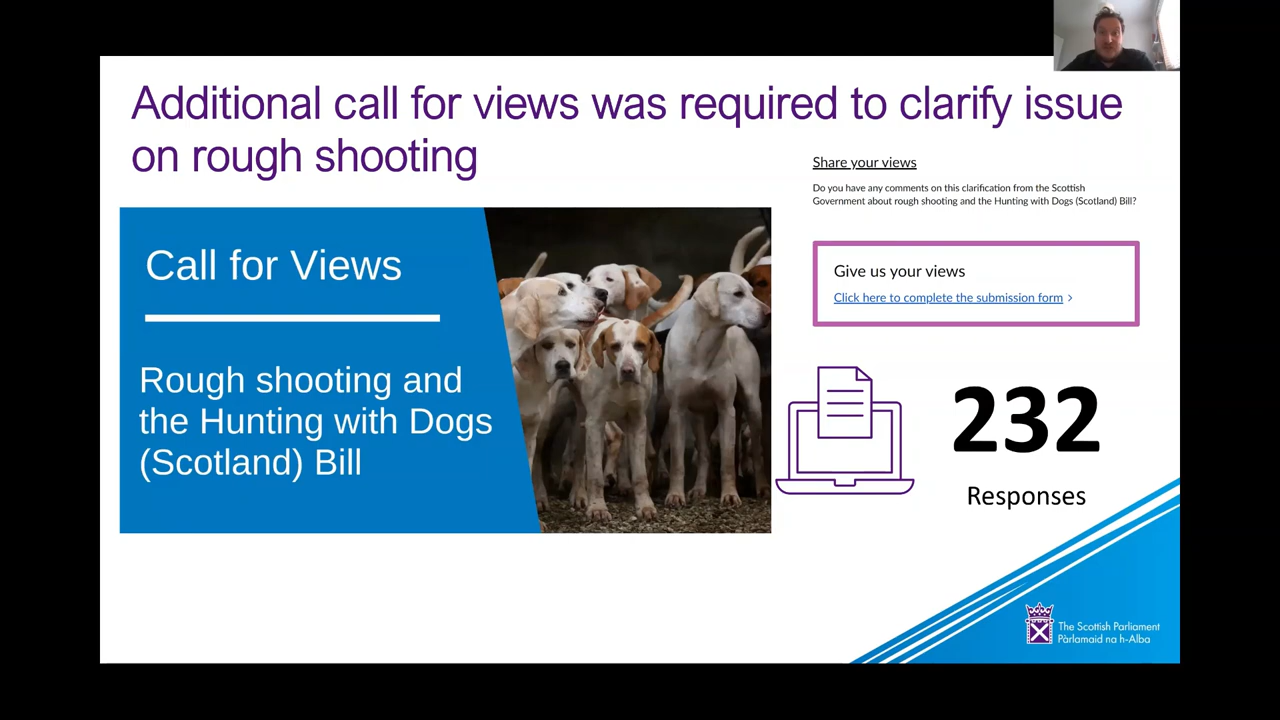 Additional call for views was required to clarify issue
on rough shooting
Share your views
Do you have any comments on this clarification from the Scottish
Government about rough shooting and the Hunting with Dogs (Scotland) Bill?
Call for Views
Rough shooting and
the Hunting with Dogs
(Scotland) Bill
Give us your views
Click here to complete the submission form >
232
Responses
The Scottish Parliament
Pàrlamaid na h-Alba